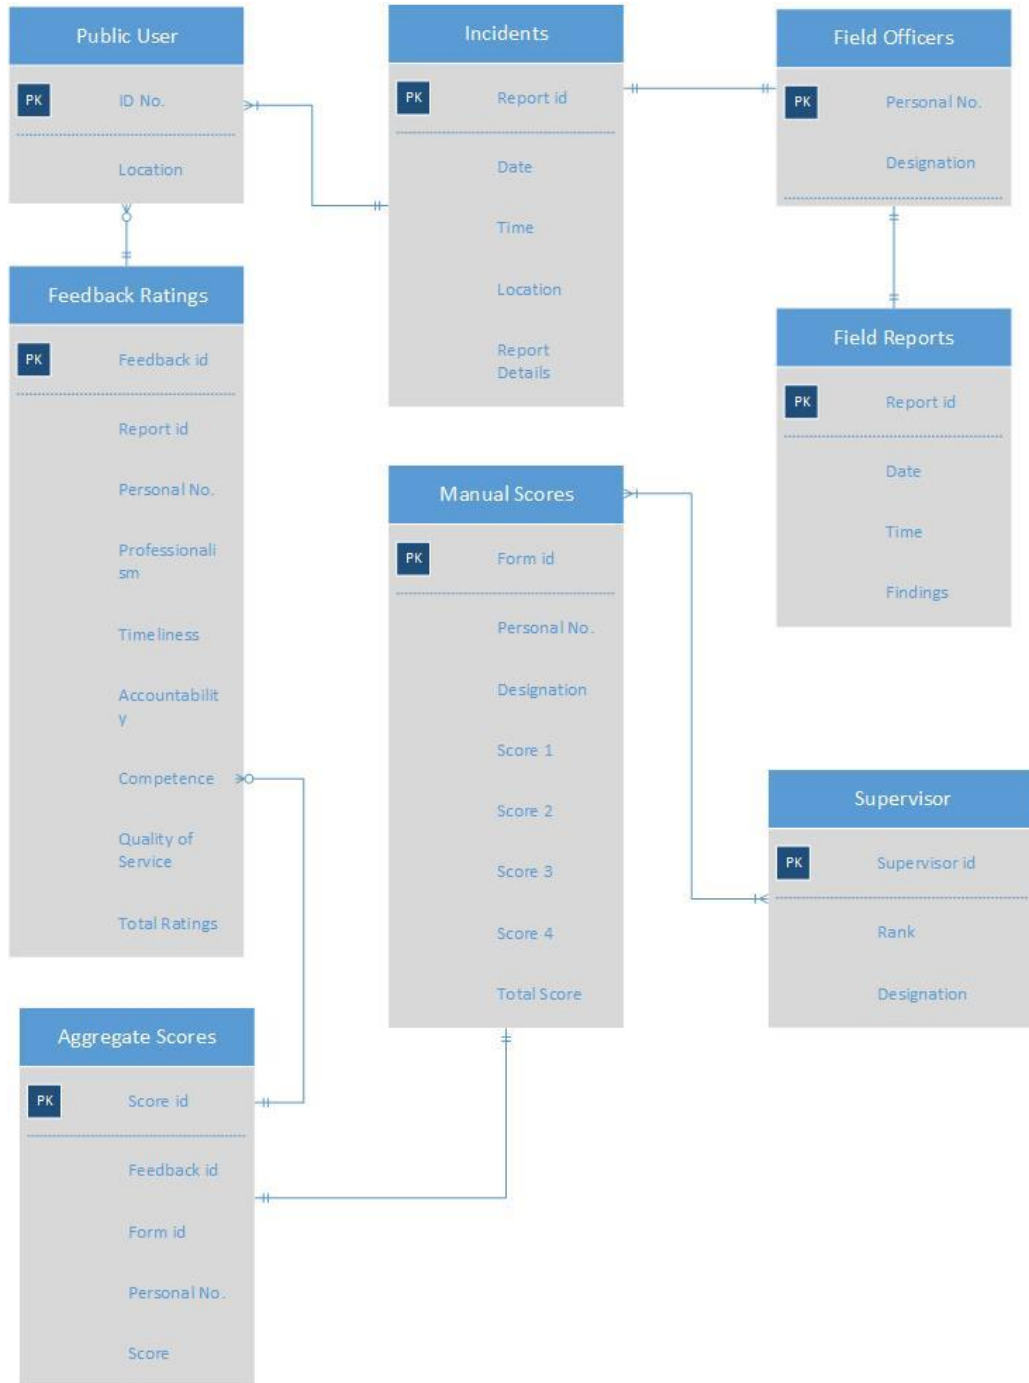 Public User
PK
ID No.
Location
Incidents
PK
Report id
Date
Time
Location
Report
Details
Field Officers
PK
Personal No.
Designation
Feedback Ratings
PK
Feedback id
Report id
Personal No.
Professionali
sm
Timeliness
Accountabilit
y
Competence
Quality of
Service
Total Ratings
Field Reports
PK
Report id
Date
Time
Findings
Manual Scores
PK
Form id
Personal No.
Designation
Score 1
Score 2
Score 3
Score 4
Total Score
Supervisor
PK
Supervisor id
Rank
Designation
Aggregate Scores
PK
Score id
Feedback id
Form id
Personal No.
Score